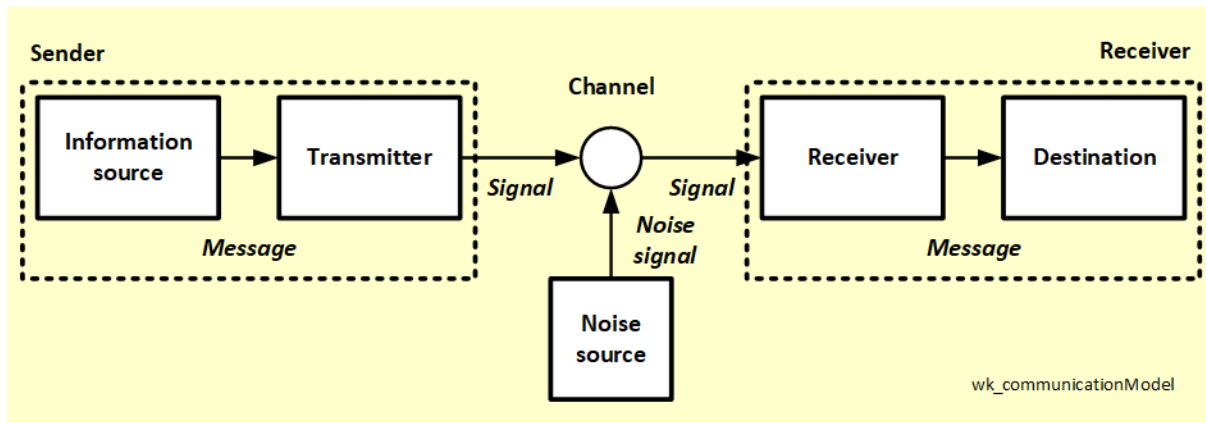 Sender
Receiver
Channel
Information
source
Transmitter
Receiver
Destination
Signal
Signal
Message
Noise
signal
Message
Noise
source
wk_communicationModel